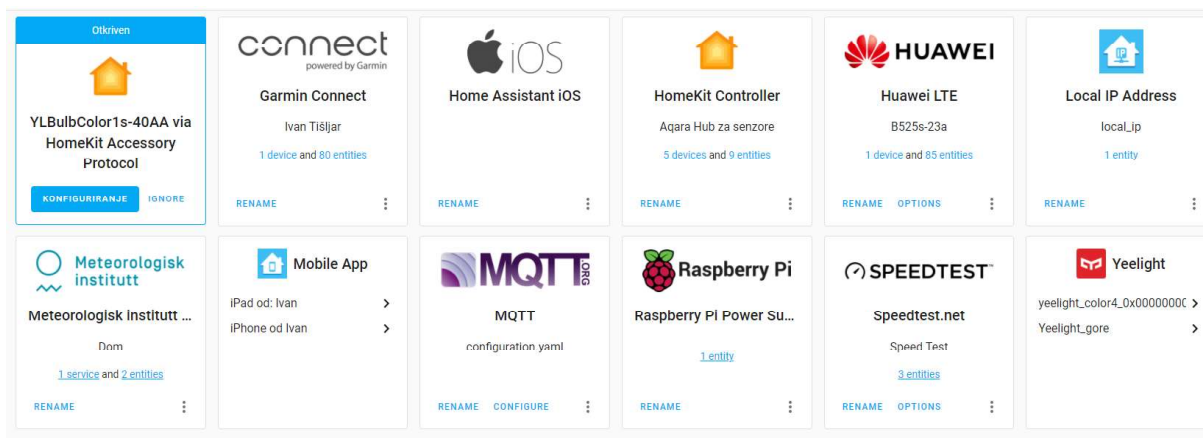 Otkriven
YLBulbColor1s-40AA via
HomeKit Accessory
Protocol
KONFIGURIRANJE IGNORE
connect
powered by Garmin
Garmin Connect
Ivan Tišljar
1 device and 80 entities
RENAME
iOS
Home Assistant iOS
RENAME
HomeKit Controller
Aqara Hub za senzore
5 devices and 9 entities
RENAME
HUAWEI
Huawei LTE
B525s-23a
1 device and 85 entities
RENAME OPTIONS
IP
Local IP Address
local_ip
1 entity
RENAME
Meteorologisk
institutt
Meteorologisk institutt ...
Dom
1 service and 2 entities
RENAME
Mobile App
iPad od: Ivan
iPhone od Ivan
MQTT.ORG
MQTT
configuration yaml
RENAME CONFIGURE
Raspberry Pi
Raspberry Pi Power Su...
1 entity
RENAME
SPEEDTEST™
Speedtest.net
Speed Test
3 entities
RENAME OPTIONS
Yeelight
yeelight_color4_0x0000000
Yeelight_gore